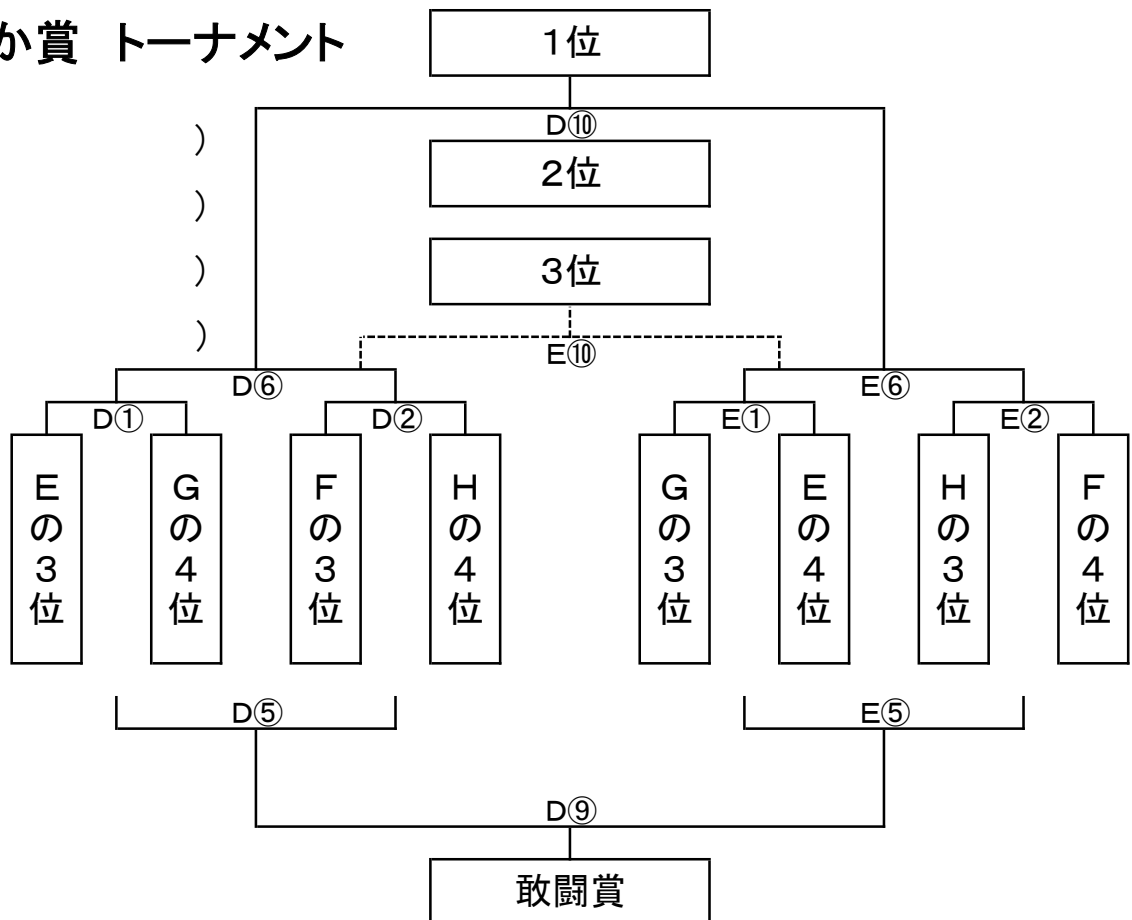 か賞 トーナメント
1位
D⑩
)
2位
)
3位
)
)
E⑩
D⑥
E⑥
D①
D②
E①
E②
Eの3位
Gの4位
Fの3位
Hの4位
Gの3位
Eの4位
Hの3位
Fの4位
D⑤
E⑤
D⑨
敢闘賞